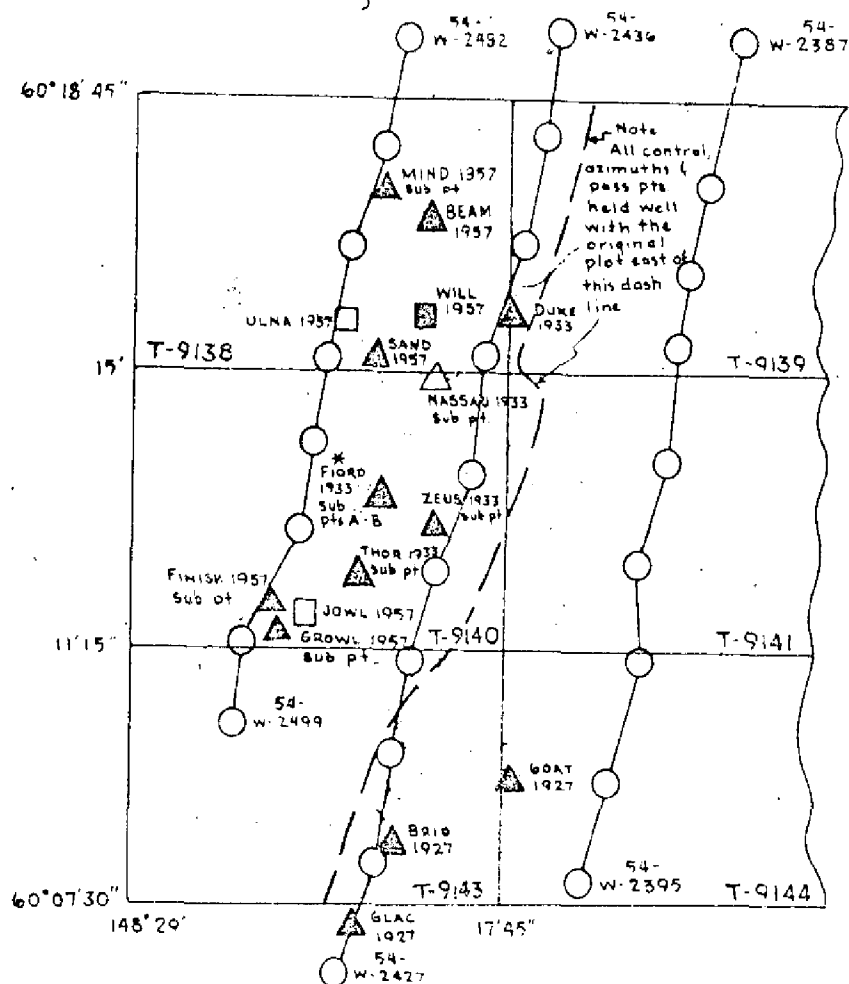 54-
W-2492
54-
W-2436
54-
W-2387
60°18'45"
Note
All control,
azimuths &
pass pts
held well
with the
original
plot east of
this dash
line
MIND 1957
Sub pt
BEAM
1957
ULNA 1957
WILL
1957
DUKE
1933
SAND
1957
15'
T-9138
T-9139
NASSAU 1933
Sub pt.
*
FIORD
1933
Sub
pts A-B
ZEUS 1933
Sub pt
THOR 1933
Sub pt
FINISK 1957
Sub pt
JOWL 1957
GROWL 1957
Sub pt.
11'15"
T-9140
T-9141
54-
W-2499
GOAT
1927
BRID
1927
54-
W-2395
60°07'30"
T-9143
T-9144
148°29'
GLAC
1927
17'45"
54-
W-2427